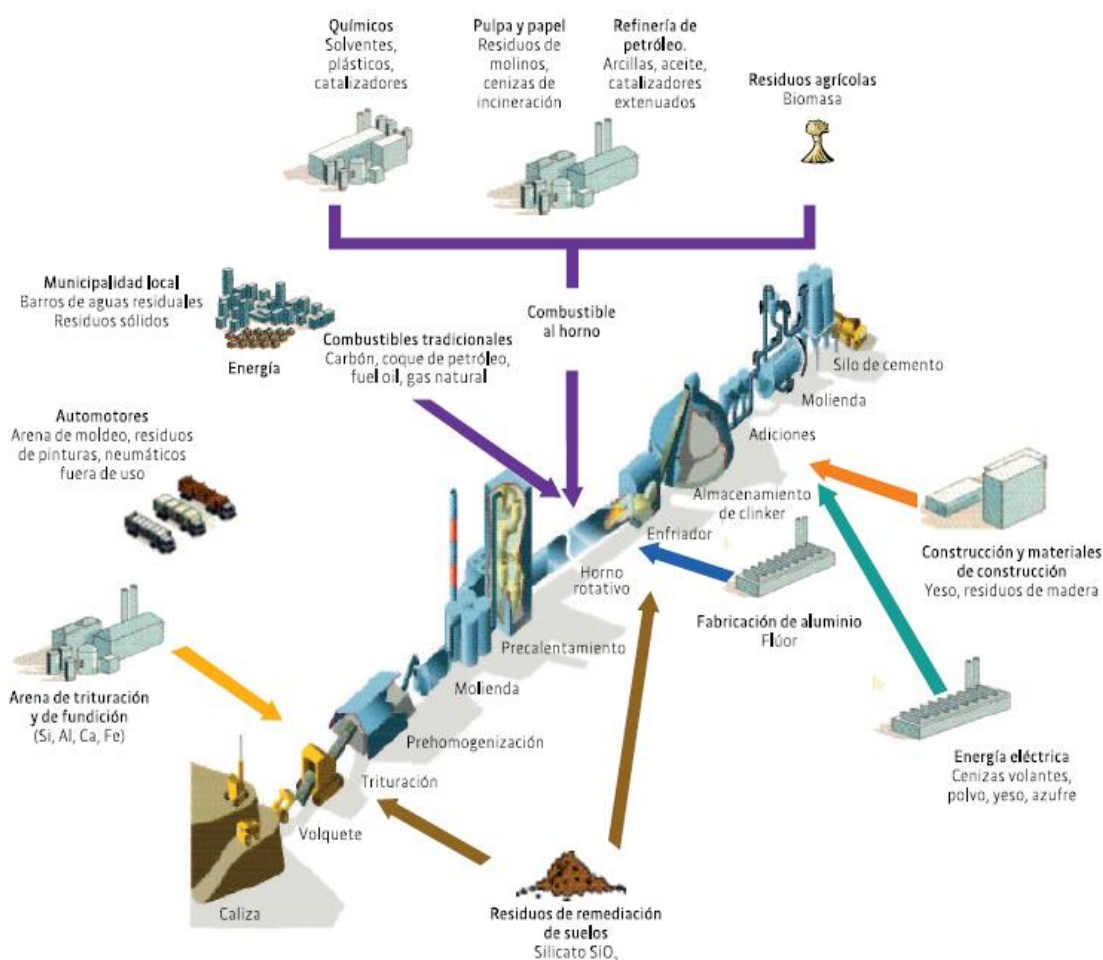 Químicos
Solventes,
plásticos,
catalizadores
Pulpa y papel
Residuos de
molinos,
cenizas de
incineración
Refinería de
petróleo.
Arcillas, aceite,
catalizadores
extenuados
Residuos agrícolas
Biomasa
Municipalidad local
Barros de aguas residuales
Residuos sólidos
Energía
Combustibles tradicionales
Carbón, coque de petróleo,
fuel oil, gas natural
Combustible
al horno
Silo de cemento
Molienda
Adiciones
Automotores
Arena de moldeo, residuos
de pinturas, neumáticos
fuera de uso
Almacenamiento
de clinker
Enfriador
Horno
rotativo
Construcción y materiales
de construcción
Yeso, residuos de madera
Fabricación de aluminio
Flúor
Precalentamiento
Molienda
Arena de trituración
y de fundición
(Si, Al, Ca, Fe)
Prehomogenización
Trituración
Energía eléctrica
Cenizas volantes,
polvo, yeso, azufre
Volquete
Caliza
Residuos de remediación
de suelos
Silicato SiO₂